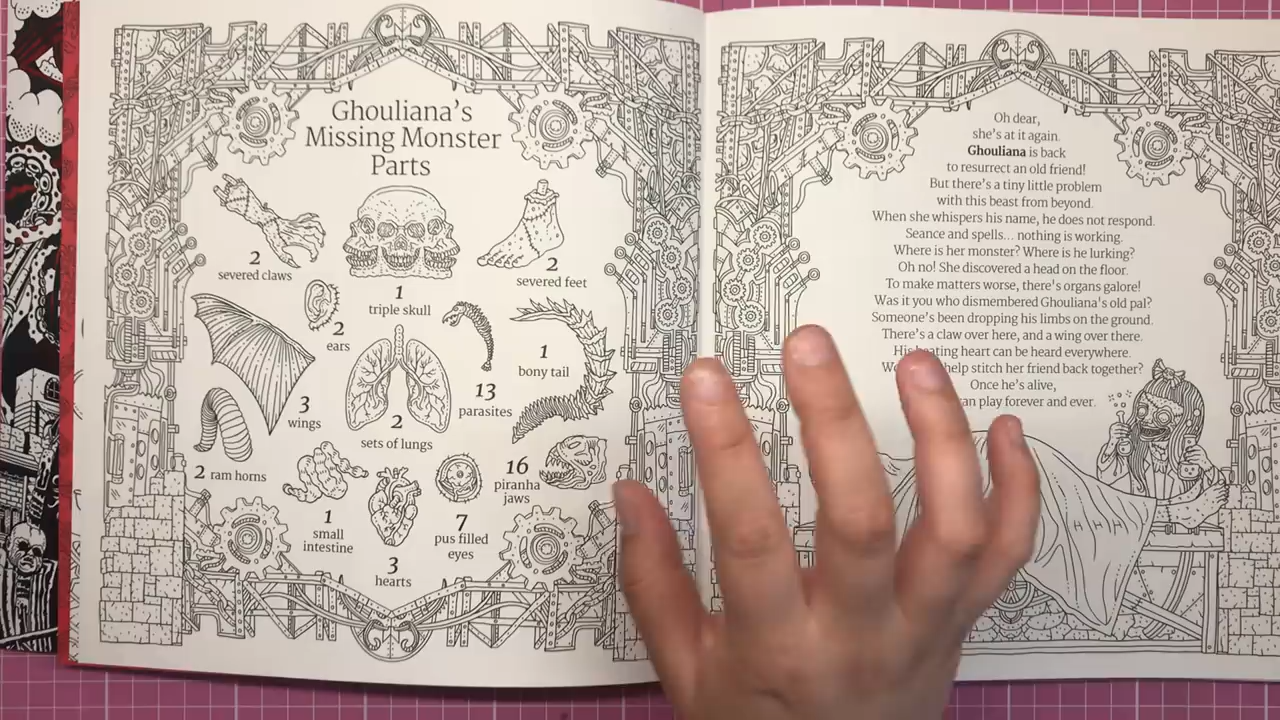 Ghouliana's
Missing Monster
Parts
2
severed claws
1
triple skull
2
severed feet
2
ears
3
wings
2
sets of lungs
13
parasites
1
bony tail
2 ram horns
1
small
intestine
3
hearts
7
pus filled
eyes
16
piranha
jaws
Oh dear,
she's at it again.
Ghouliana is back
to resurrect an old friend!
But there's a tiny little problem
with this beast from beyond.
When she whispers his name, he does not respond.
Seance and spells... nothing is working.
Where is her monster? Where is he lurking?
Oh no! She discovered a head on the floor.
To make matters worse, there's organs galore!
Was it you who dismembered Ghouliana's old pal?
Someone's been dropping his limbs on the ground.
There's a claw over here, and a wing over there.
heart can be heard everywhere.
help stitch her friend back together?
Once he's alive,
play forever and ever.